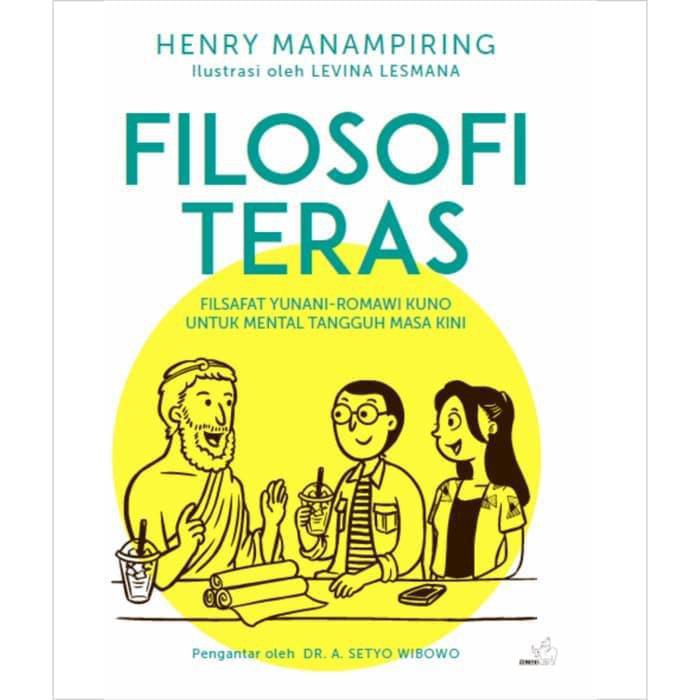 HENRY MANAMPIRING
Ilustrasi oleh LEVINA LESMANA
FILOSOFI
TERAS
FILSAFAT YUNANI-ROMAWI KUNO
UNTUK MENTAL TANGGUH MASA KINI
Pengantar oleh DR. A. SETYO WIBOWO